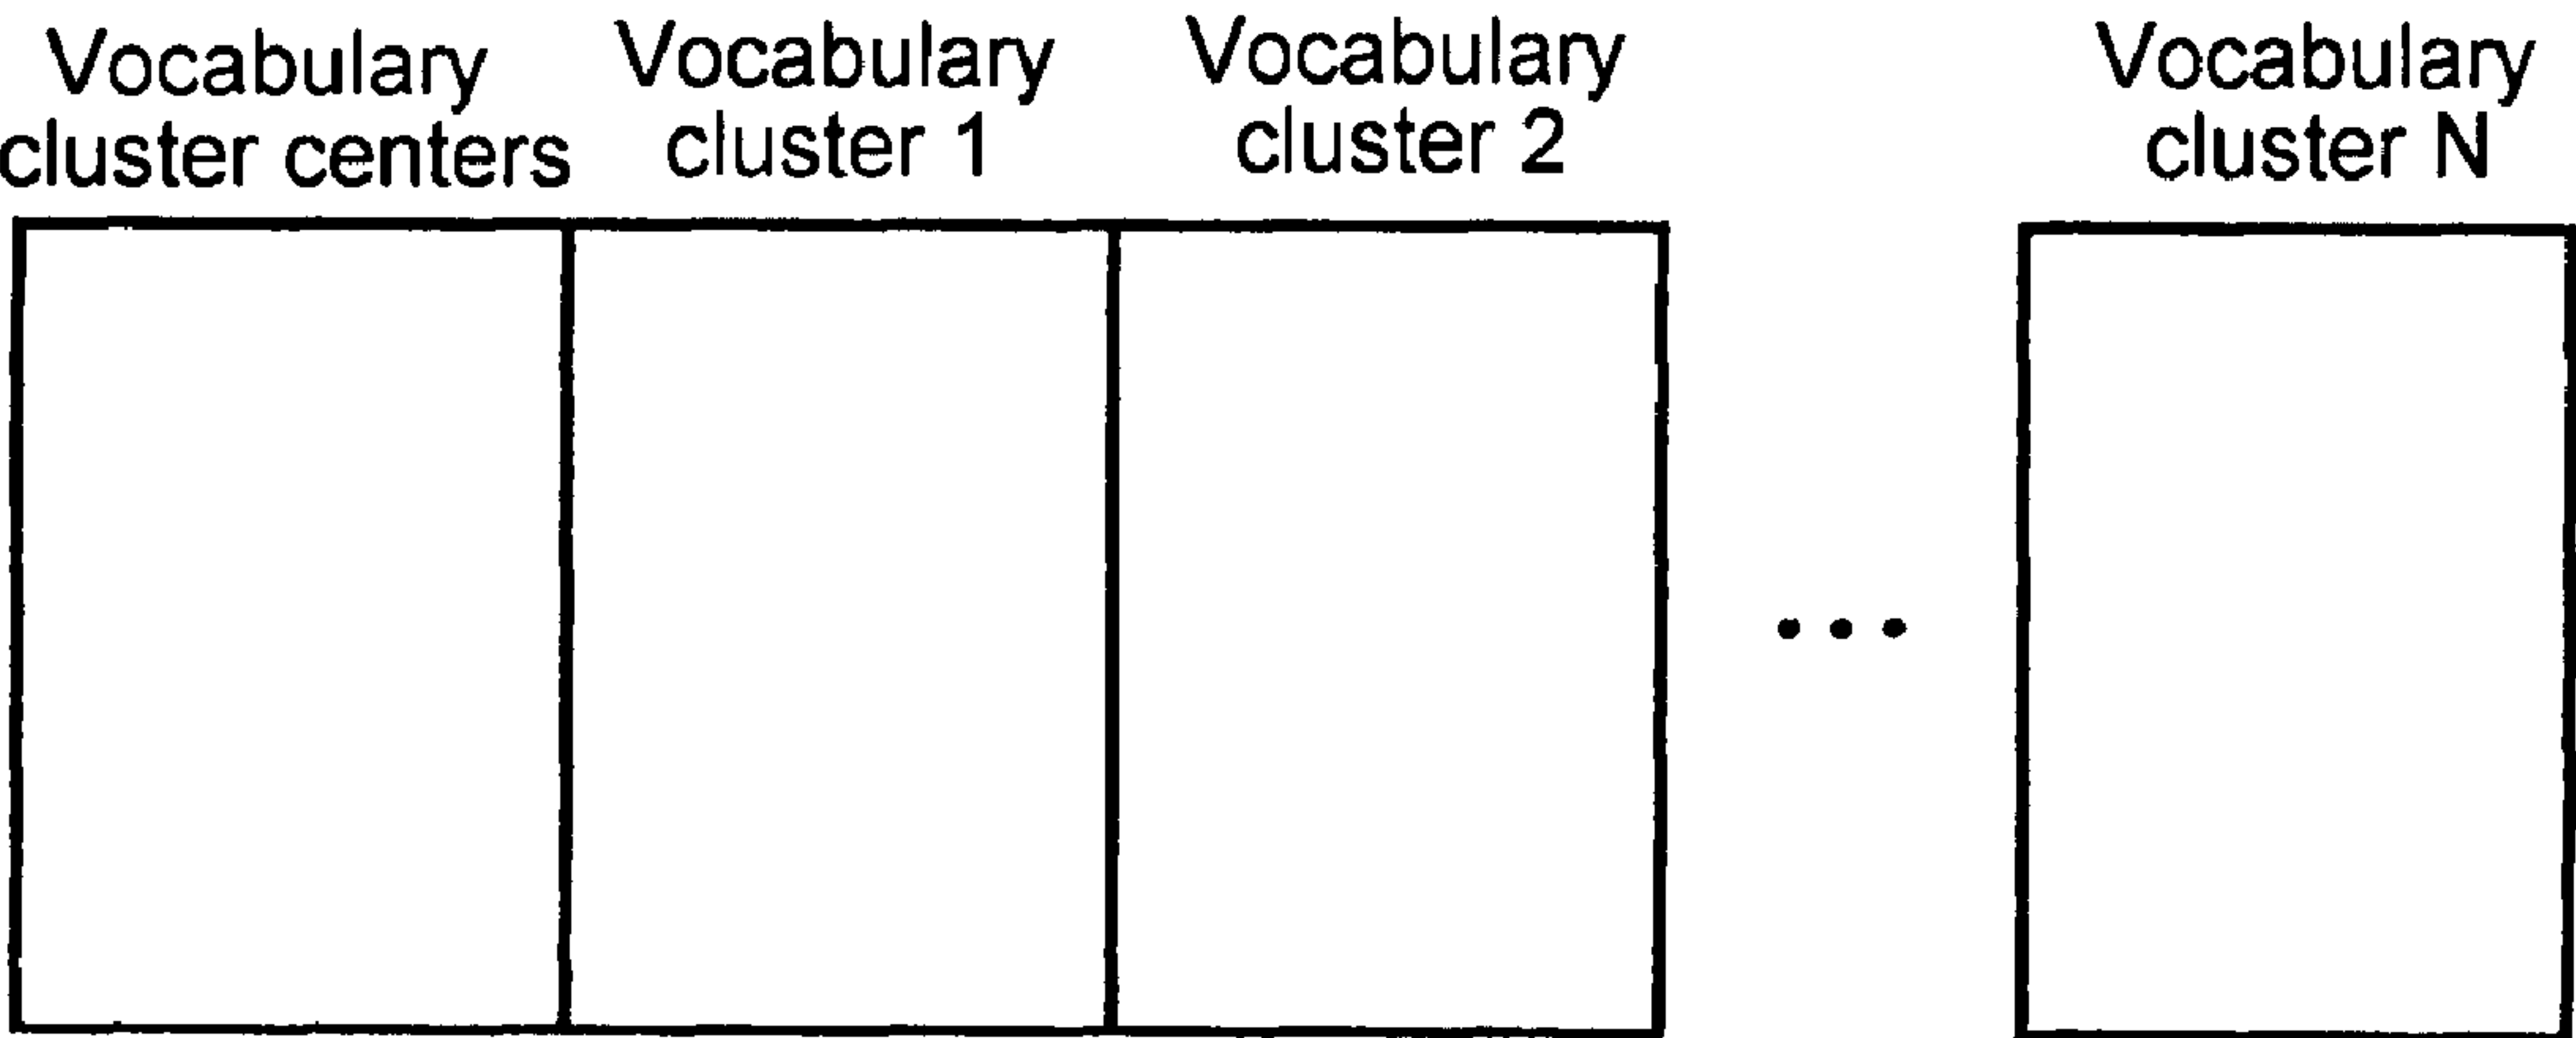 Vocabulary
cluster centers
Vocabulary
cluster 1
Vocabulary
cluster 2
...
Vocabulary
cluster N